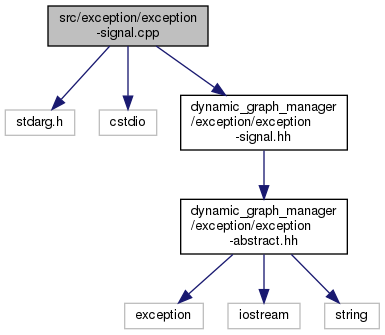 src/exception/exception
-signal.cpp
stdarg.h
cstdio
dynamic_graph_manager
/exception/exception
-signal.hh
dynamic_graph_manager
/exception/exception
-abstract.hh
exception
iostream
string